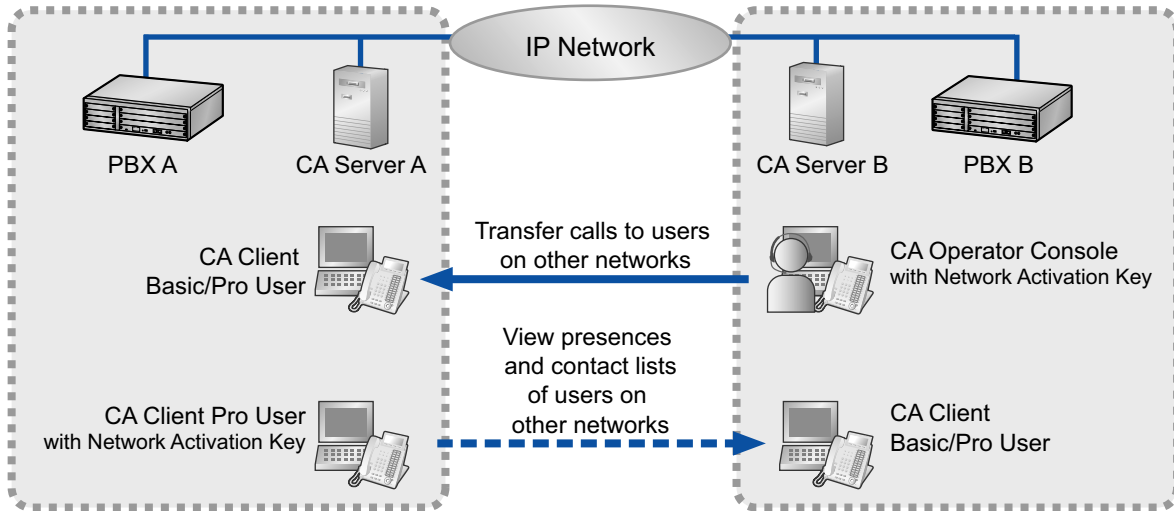 IP Network
PBX A
CA Server A
CA Server B
PBX B
CA Client
Basic/Pro User
Transfer calls to users
on other networks
CA Operator Console
with Network Activation Key
View presences
and contact lists
of users on
other networks
CA Client Pro User
with Network Activation Key
CA Client
Basic/Pro User